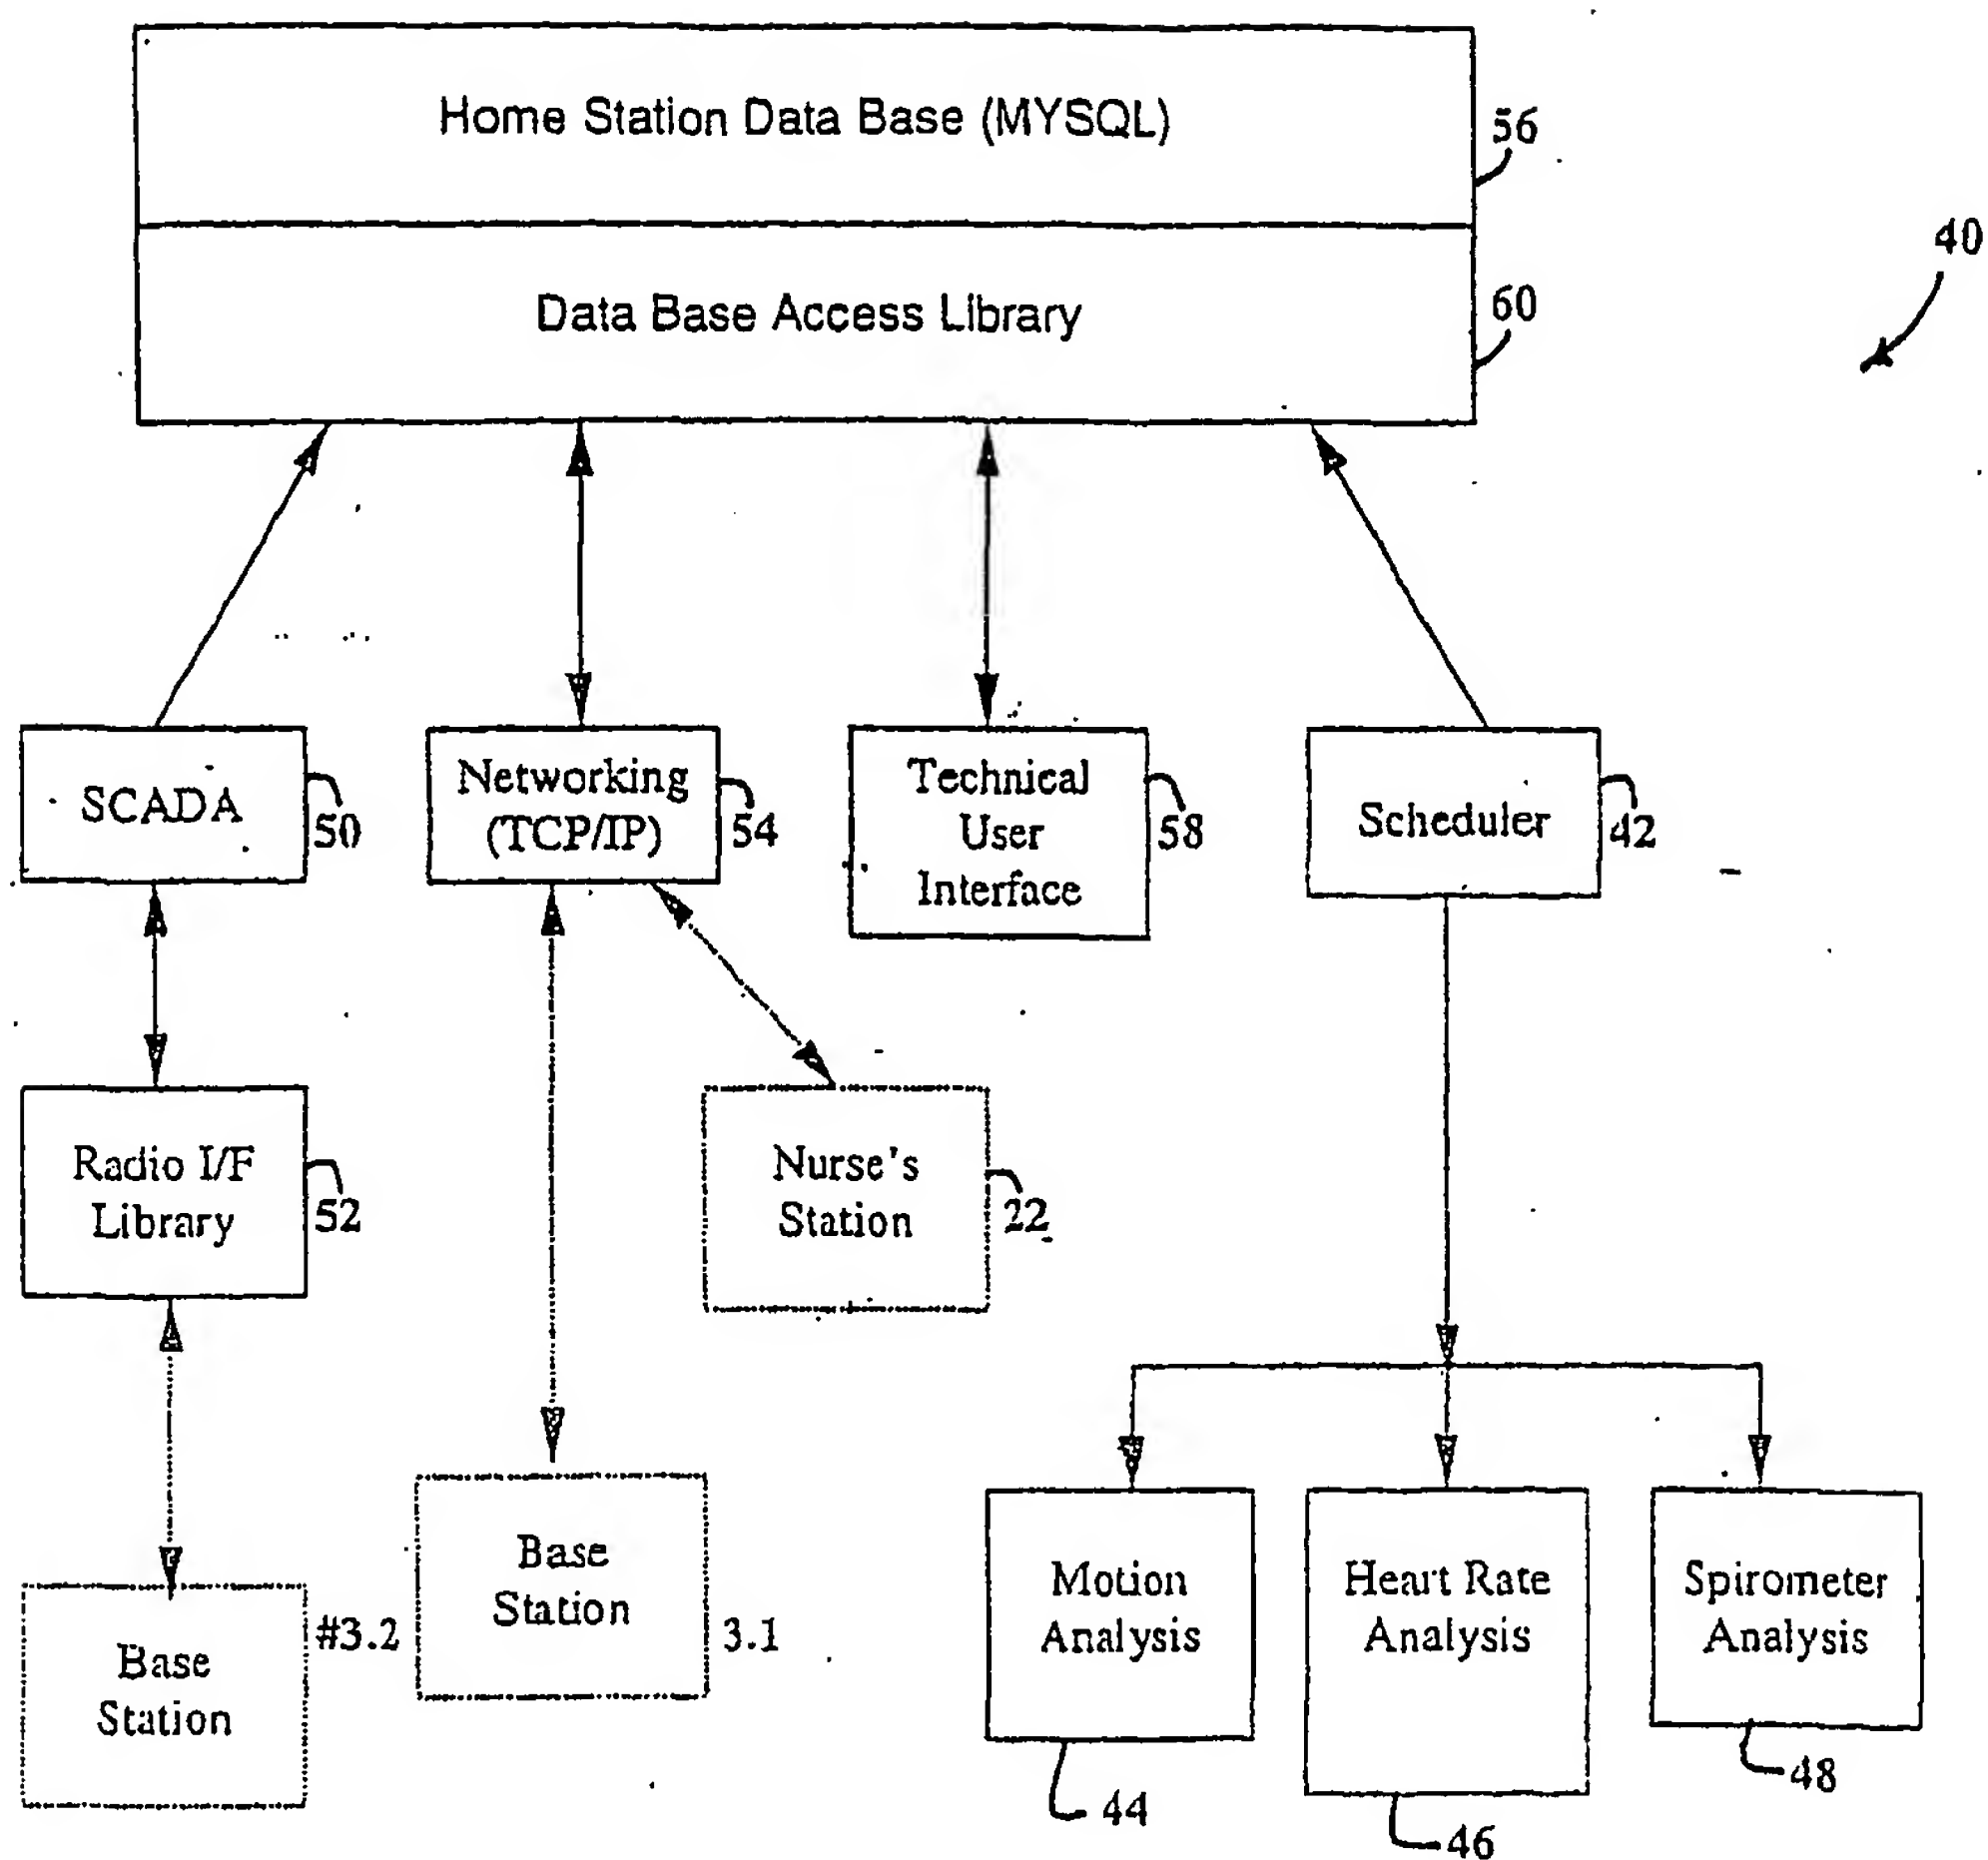 Home Station Data Base (MYSQL)
56
40
Data Base Access Library
60
SCADA
50
Networking
(TCP/IP)
54
Technical
User
Interface
58
Scheduler
42
Radio I/F
Library
52
Nurse's
Station
22
Base
Station
#3.2
Base
Station
3.1
Motion
Analysis
44
Heart Rate
Analysis
46
Spirometer
Analysis
48